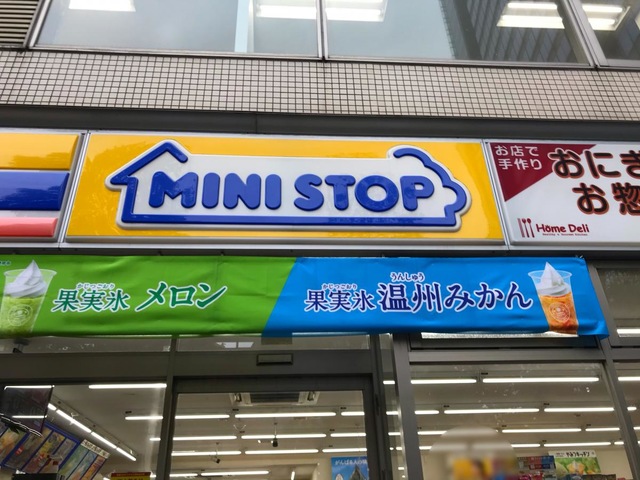 MINI STOP
お店で
手作り
おにぎ
お惣
Home Deli
かじつごおり
果実氷 メロン
かじつごおり うんしゅう
果実氷 温州みかん